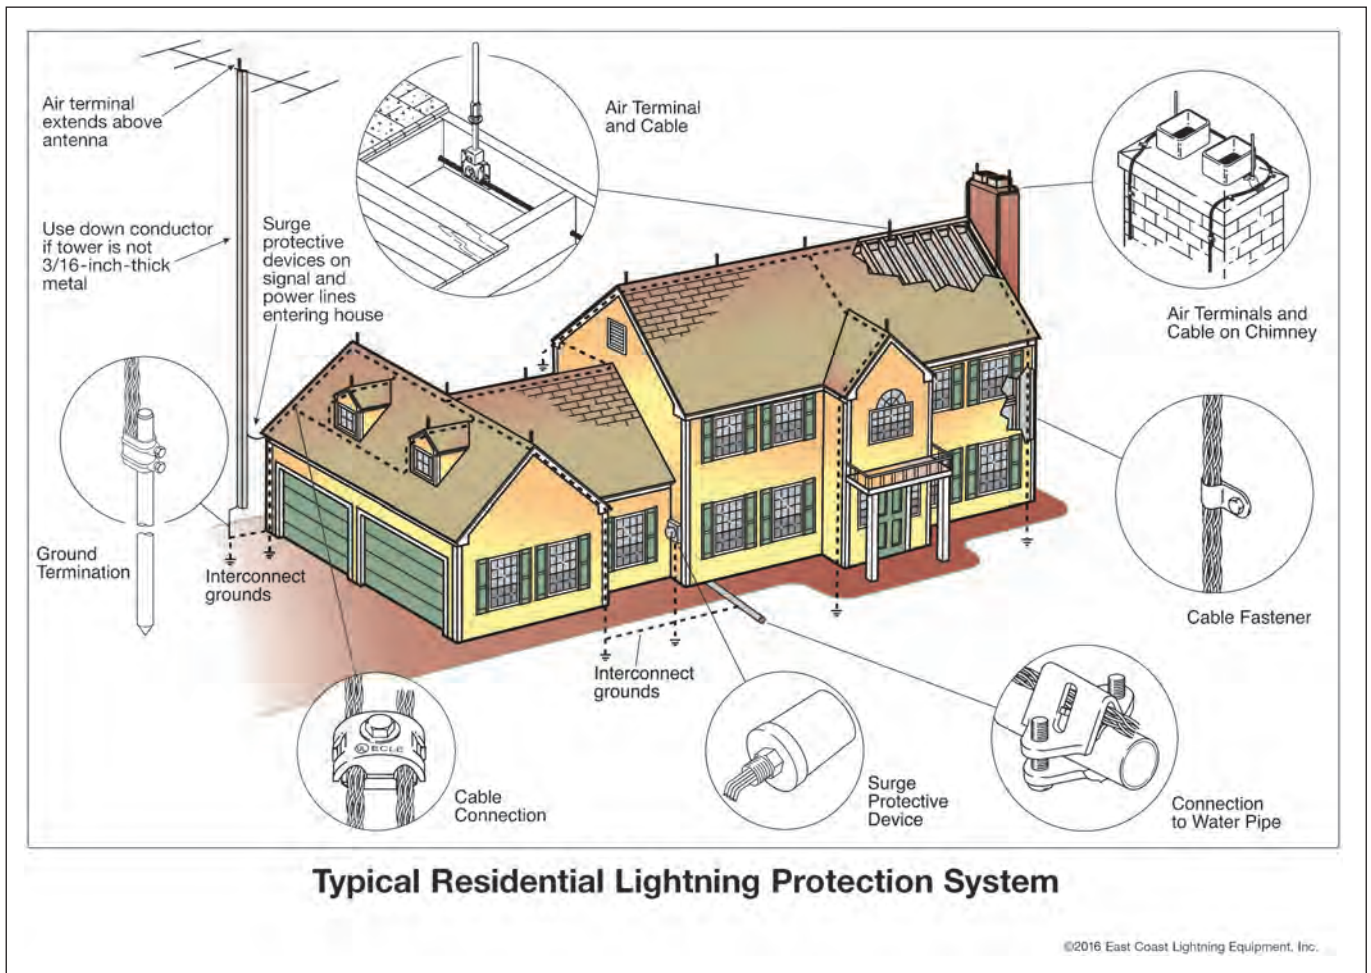 Air terminal
extends above
antenna
Use down conductor
if tower is not
3/16-inch-thick
metal
Surge
protective
devices on
signal and
power lines
entering house
Air Terminal
and Cable
Air Terminals and
Cable on Chimney
Ground
Termination
Interconnect
grounds
Cable Fastener
Interconnect
grounds
UL ECLE
Cable
Connection
Surge
Protective
Device
Connection
to Water Pipe
Typical Residential Lightning Protection System
©2016 East Coast Lightning Equipment, Inc.